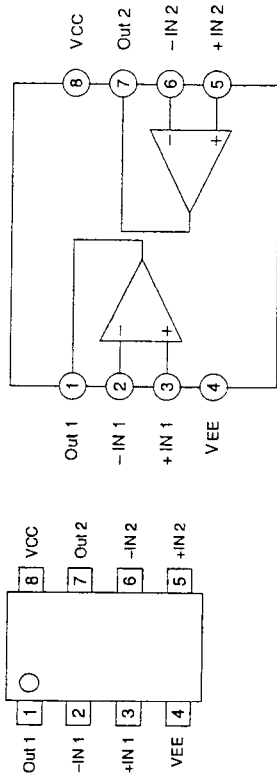 Out 1
1
8
VCC
–IN 1
2
7
Out 2
+IN 1
3
6
–IN 2
VEE
4
5
+IN 2
Out 1
1
8
VCC
– IN 1
2
–
7
Out 2
+ IN 1
3
+
–
6
– IN 2
VEE
4
+
5
+ IN 2